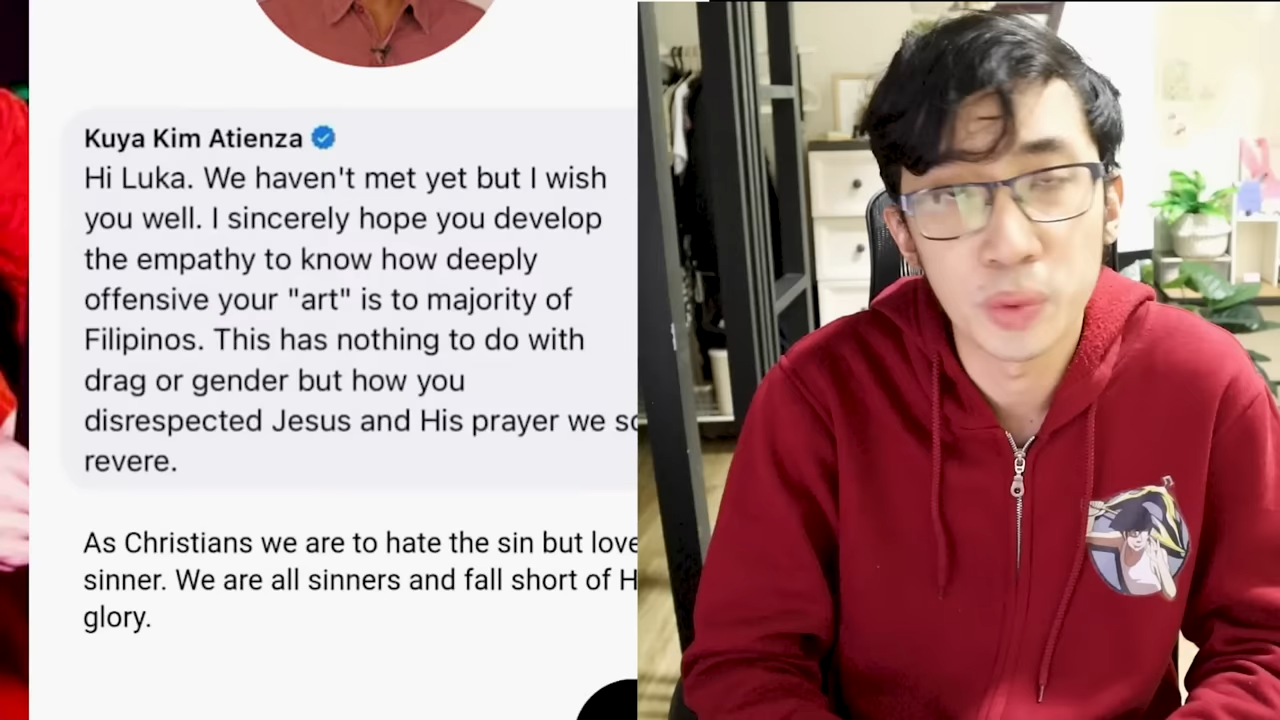 Kuya Kim Atienza
Hi Luka. We haven't met yet but I wish
you well. I sincerely hope you develop
the empathy to know how deeply
offensive your "art" is to majority of
Filipinos. This has nothing to do with
drag or gender but how you
disrespected Jesus and His prayer we
revere.
As Christians we are to hate the sin but love
sinner. We are all sinners and fall short of
glory.